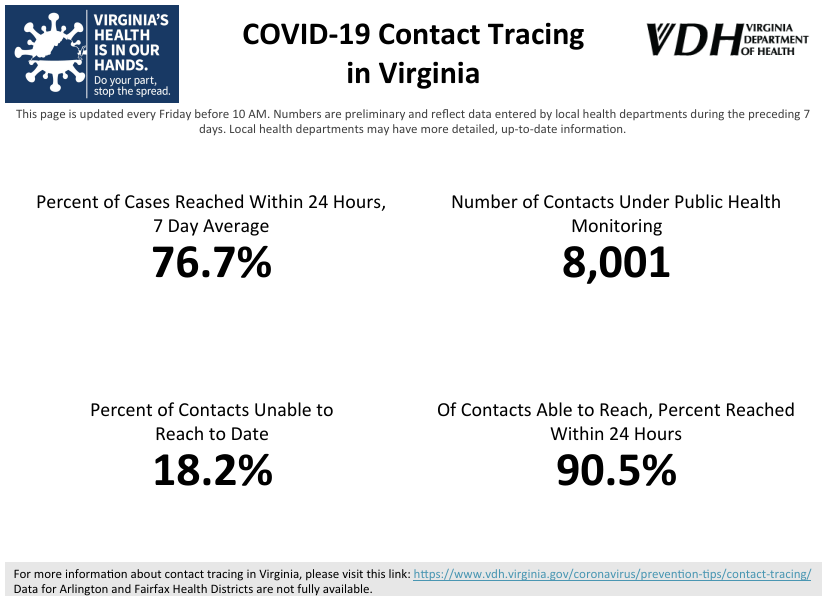 VIRGINIA'S
HEALTH
IS IN OUR
HANDS.
Do your part,
stop the spread.
COVID-19 Contact Tracing
in Virginia
VDH VIRGINIA
DEPARTMENT
OF HEALTH
This page is updated every Friday before 10 AM. Numbers are preliminary and reflect data entered by local health departments during the preceding 7
days. Local health departments may have more detailed, up-to-date information.
Percent of Cases Reached Within 24 Hours,
7 Day Average
76.7%
Number of Contacts Under Public Health
Monitoring
8,001
Percent of Contacts Unable to
Reach to Date
18.2%
Of Contacts Able to Reach, Percent Reached
Within 24 Hours
90.5%
For more information about contact tracing in Virginia, please visit this link: https://www.vdh.virginia.gov/coronavirus/prevention-tips/contact-tracing/
Data for Arlington and Fairfax Health Districts are not fully available.